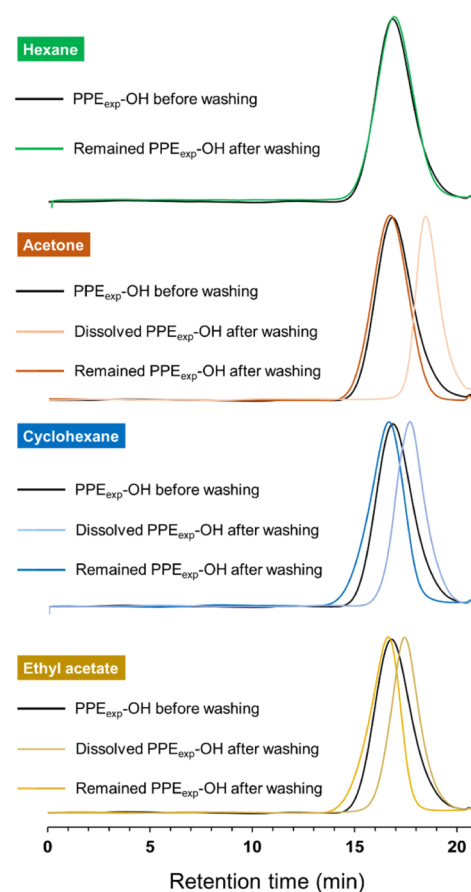 Hexane
PPEexp-OH before washing
Remained PPEexp-OH after washing
Acetone
PPEexp-OH before washing
Dissolved PPEexp-OH after washing
Remained PPEexp-OH after washing
Cyclohexane
PPEexp-OH before washing
Dissolved PPEexp-OH after washing
Remained PPEexp-OH after washing
Ethyl acetate
PPEexp-OH before washing
Dissolved PPEexp-OH after washing
Remained PPEexp-OH after washing
0 5 10 15 20
Retention time (min)